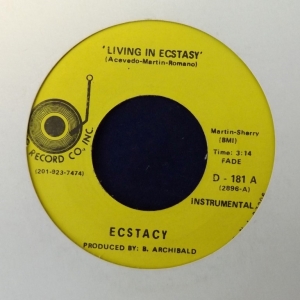 'LIVING IN ECSTASY'
(Acevedo-Martin-Romano)
RECORD CO., INC.
(201-823-7474)
Martin-Sherry
(BMI)
Time: 3:14
FADE
D - 181 A
(2896-A)
INSTRUMENTAL
ECSTACY
PRODUCED BY: B. ARCHIBALD